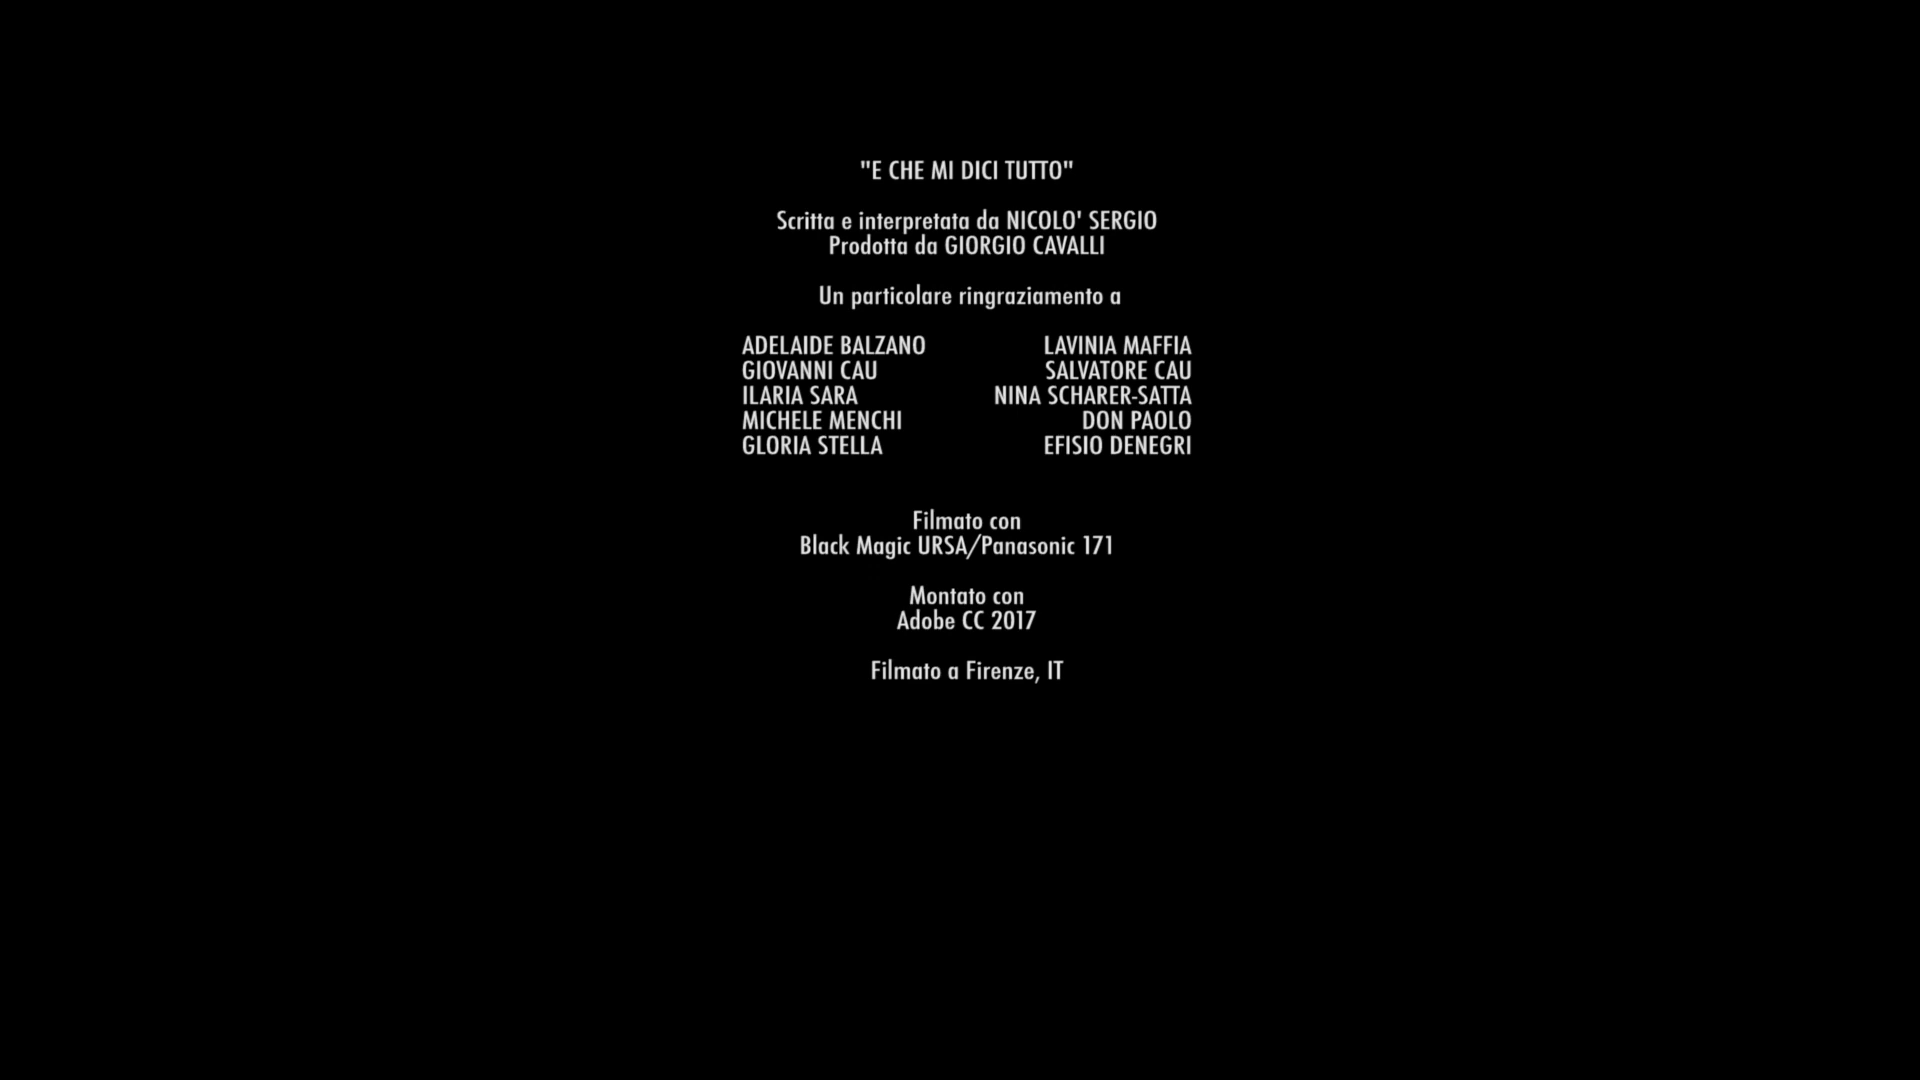 "E CHE MI DICI TUTTO"
Scritta e interpretata da NICOLO' SERGIO
Prodotta da GIORGIO CAVALLI
Un particolare ringraziamento a
ADELAIDE BALZANO LAVINIA MAFFIA
GIOVANNI CAU SALVATORE CAU
ILARIA SARA NINA SCHARER-SATTA
MICHELE MENCHI DON PAOLO
GLORIA STELLA EFISIO DENEGRI
Filmato con
Black Magic URSA/Panasonic 171
Montato con
Adobe CC 2017
Filmato a Firenze, IT